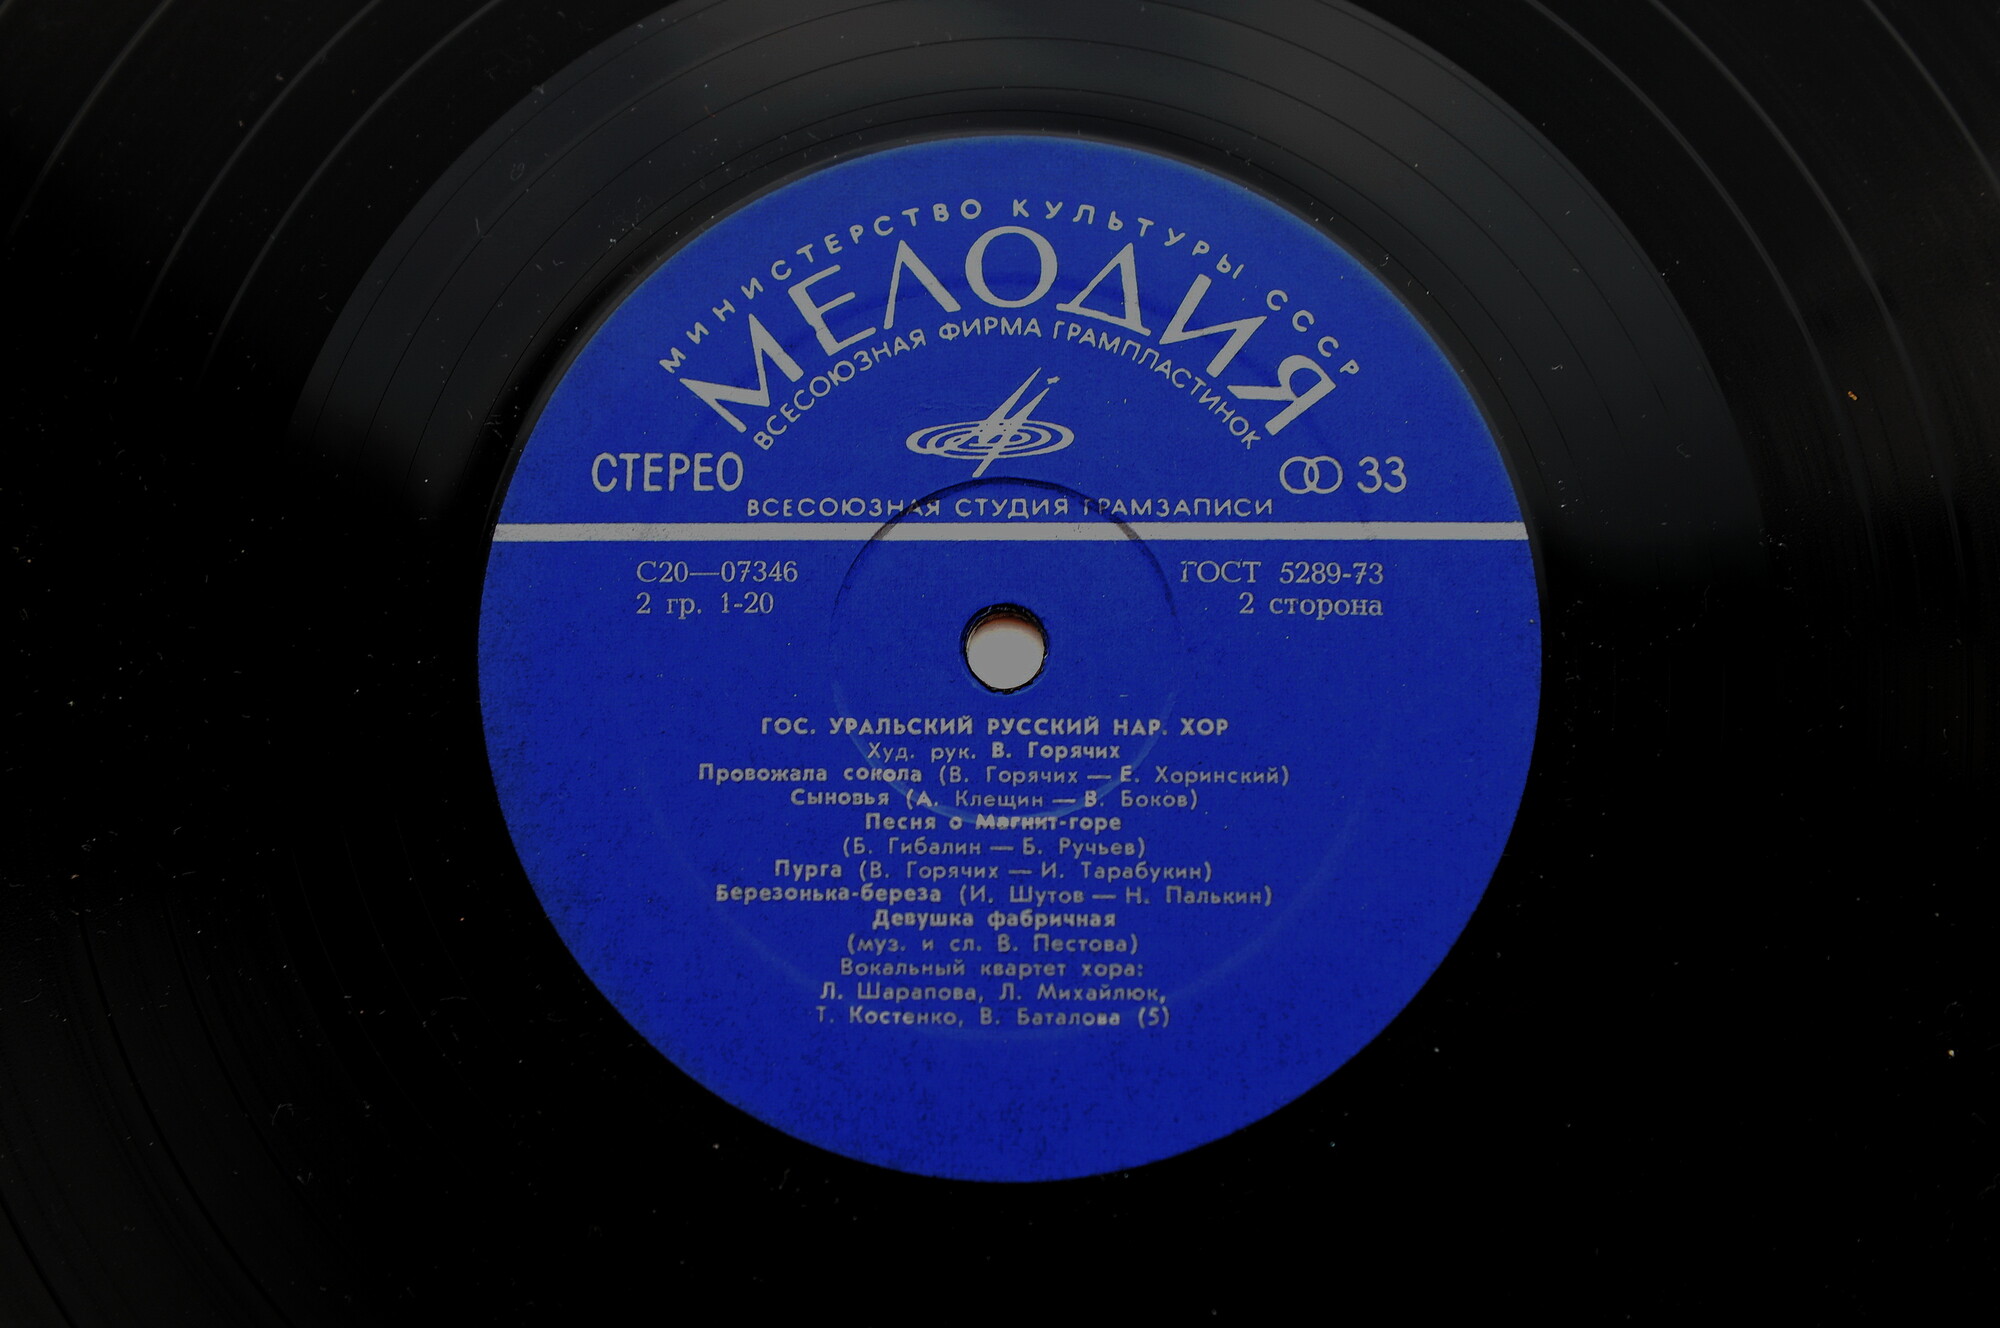 МИНИСТЕРСТВО КУЛЬТУРЫ СССР
МЕЛОДИЯ
ВСЕСОЮЗНАЯ ФИРМА ГРАМПЛАСТИНОК
СТЕРЕО 33
ВСЕСОЮЗНАЯ СТУДИЯ ГРАМЗАПИСИ
С20—07346 ГОСТ 5289-73
2 гр. 1-20 2 сторона
ГОС. УРАЛЬСКИЙ РУССКИЙ НАР. ХОР
Худ. рук. В. Горячих
Провожала сокола (В. Горячих — Е. Хоринский)
Сыновья (А. Клещин — В. Боков)
Песня о Магнит-горе
(Б. Гибалин — Б. Ручьев)
Пурга (В. Горячих — И. Тарабукин)
Березонька-береза (И. Шутов — Н. Палькин)
Девушка фабричная
(муз. и сл. В. Пестова)
Вокальный квартет хора:
Л. Шарапова, Л. Михайлюк,
Т. Костенко, В. Баталова (5)